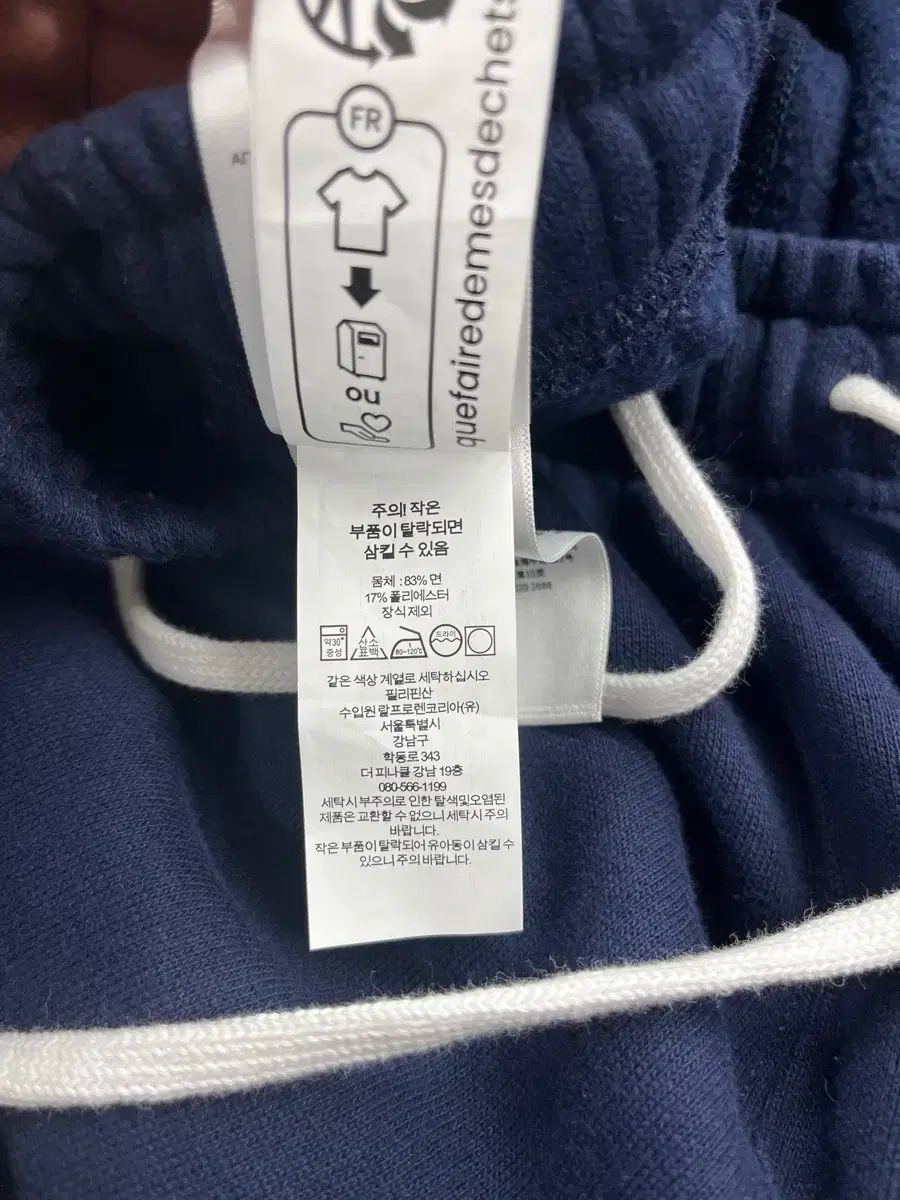 FR
OU
quefairedemesdechets
주의! 작은
부품이 탈락되면
삼킬 수 있음
몸체 : 83% 면
17% 폴리에스터
장식 제외
약30°
중성
산소
표백
1
80~120℃
드라이
같은 색상 계열로 세탁 하십시오
필리핀산
수입원 랄프로렌코리아(유)
서울특별시
강남구
학동로 343
더 피나클 강남 19층
080-566-1199
세탁시 부주의로 인한 탈색및오염된
제품은 교환할 수 없으니 세탁시 주의
바랍니다.
작은 부품이 탈락되어 유아동이 삼킬 수
있으니 주의 바랍니다.